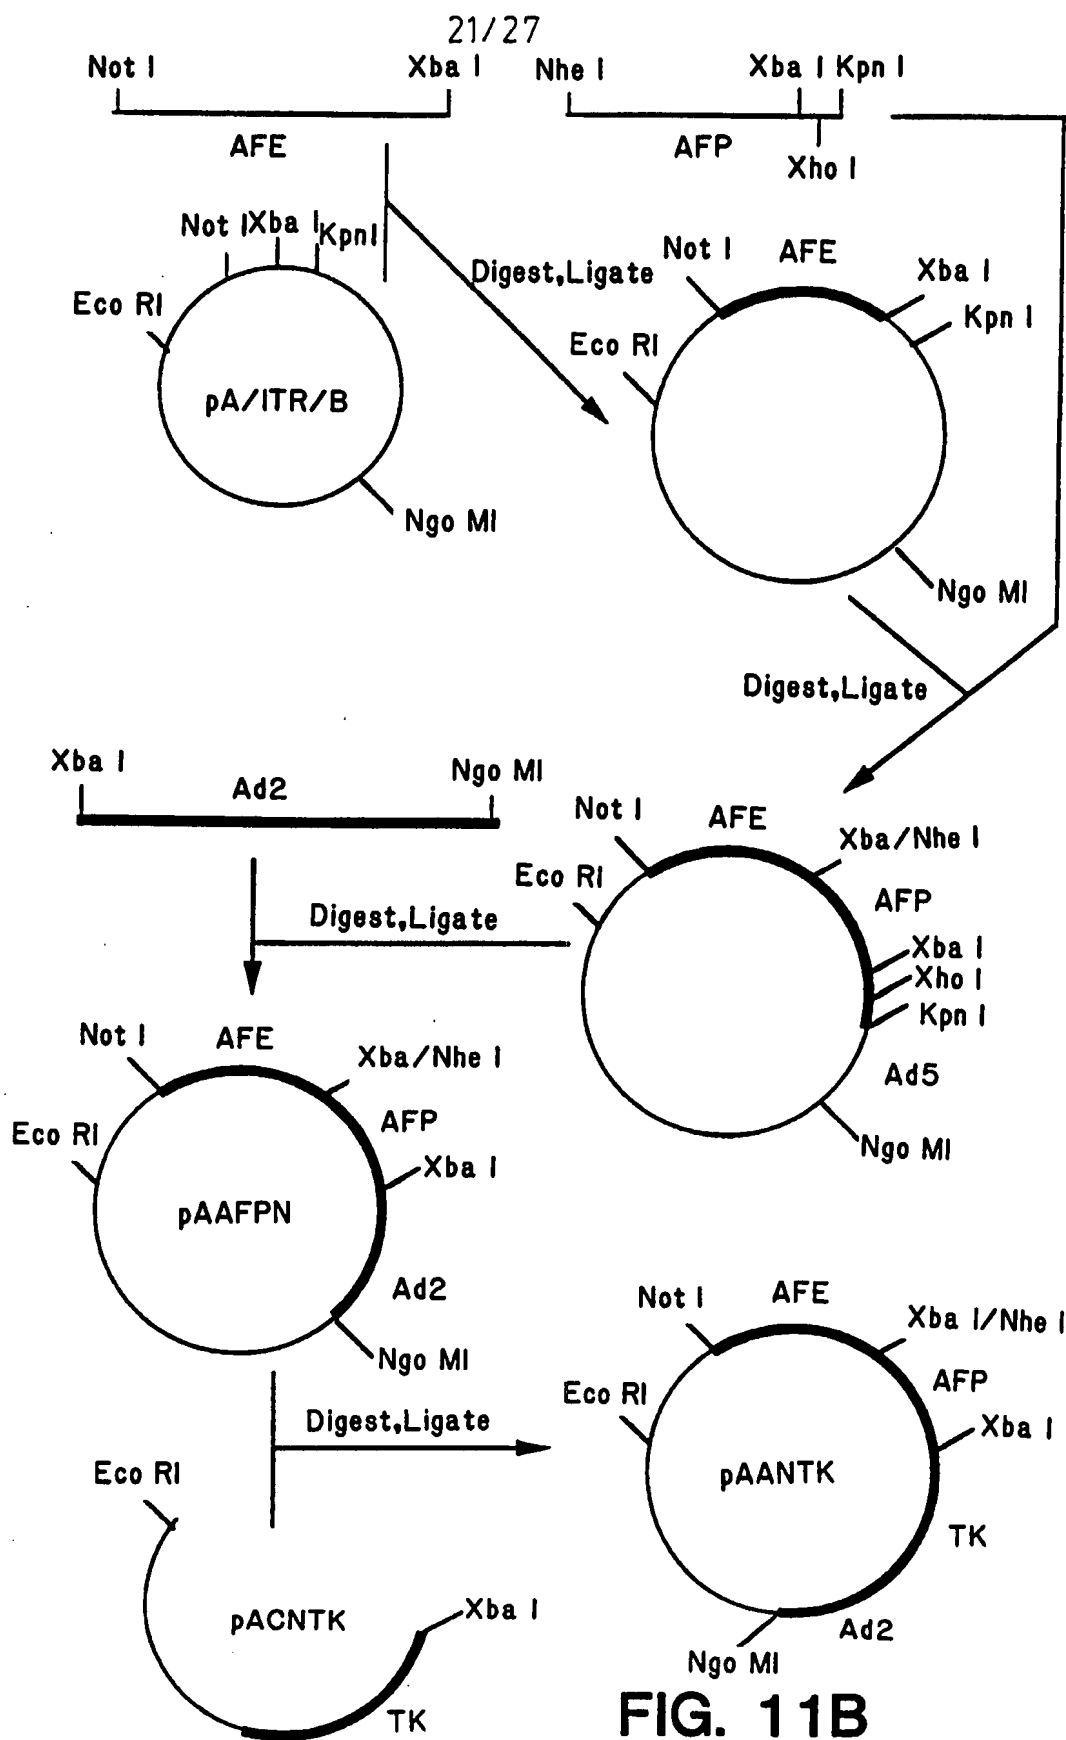 21/27
Not I
Xba I
Nhe I
Xba I
Kpn I
AFE
AFP
Xho I
Not I
Xba I
Kpn I
Eco RI
pA/ITR/B
Ngo MI
Digest,Ligate
Not I
AFE
Xba I
Kpn I
Eco RI
Ngo MI
Digest,Ligate
Xba I
Ad2
Ngo MI
Not I
AFE
Xba/Nhe I
Eco RI
AFP
Xba I
Xho I
Kpn I
Ad5
Ngo MI
Digest,Ligate
Not I
AFE
Xba/Nhe I
Eco RI
AFP
Xba I
pAAFPN
Ad2
Ngo MI
Digest,Ligate
Eco RI
pACNTK
Xba I
TK
Not I
AFE
Xba I/Nhe I
Eco RI
AFP
Xba I
pAANTK
TK
Ad2
Ngo MI
FIG. 11B